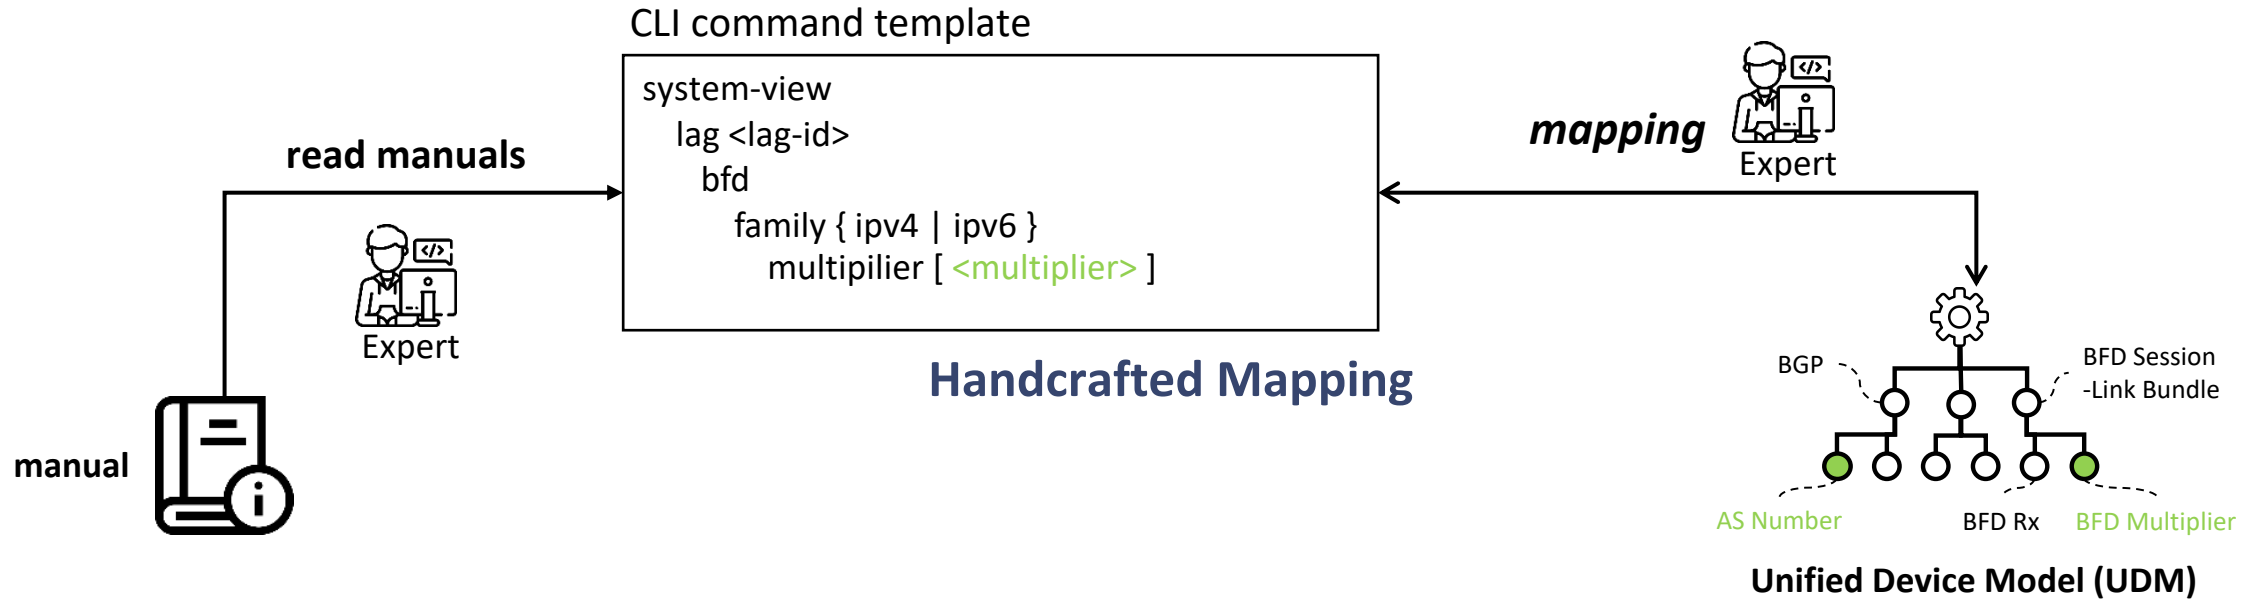 CLI command template
system-view
lag <lag-id>
bfd
family { ipv4 | ipv6 }
multipilier [ <multiplier> ]
read manuals
Expert
manual
Handcrafted Mapping
mapping
</>
Expert
</>
BGP
BFD Session
-Link Bundle
AS Number
BFD Rx
BFD Multiplier
Unified Device Model (UDM)